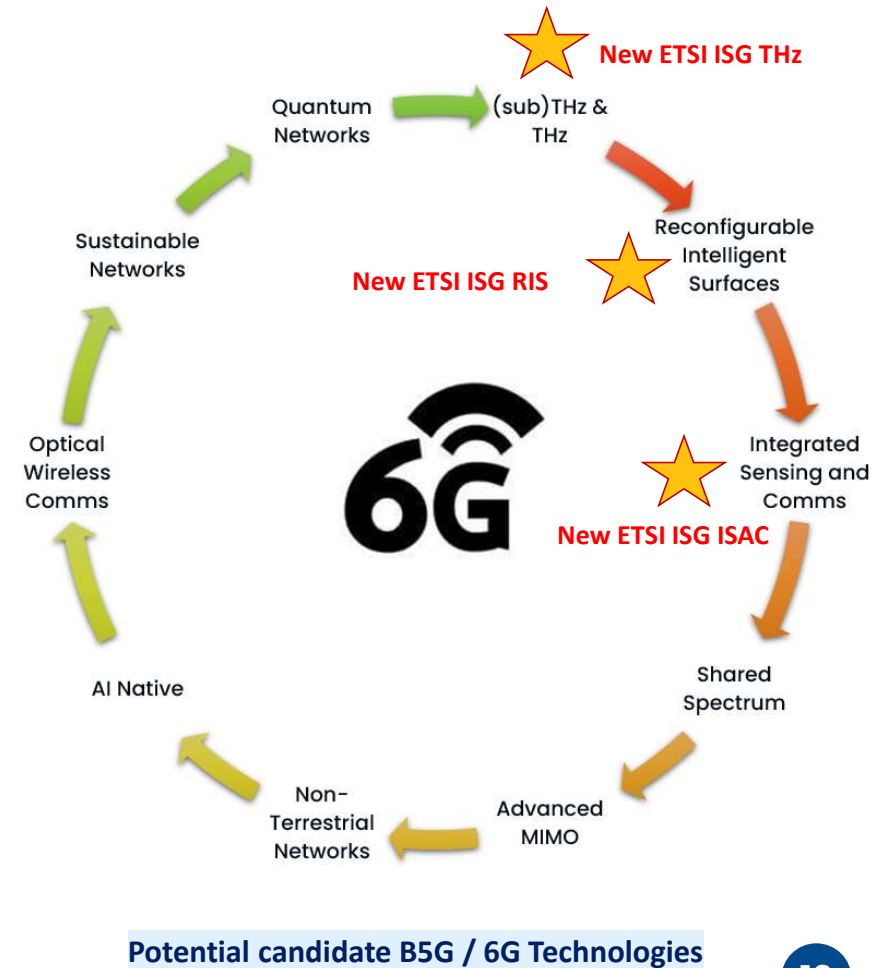 New ETSI ISG THz
Quantum
Networks
(sub)THz &
THz
Reconfigurable
Intelligent
Surfaces
New ETSI ISG RIS
Sustainable
Networks
Integrated
Sensing and
Comms
New ETSI ISG ISAC
Optical
Wireless
Comms
6G
Shared
Spectrum
AI Native
Advanced
MIMO
Non-
Terrestrial
Networks
Potential candidate B5G / 6G Technologies